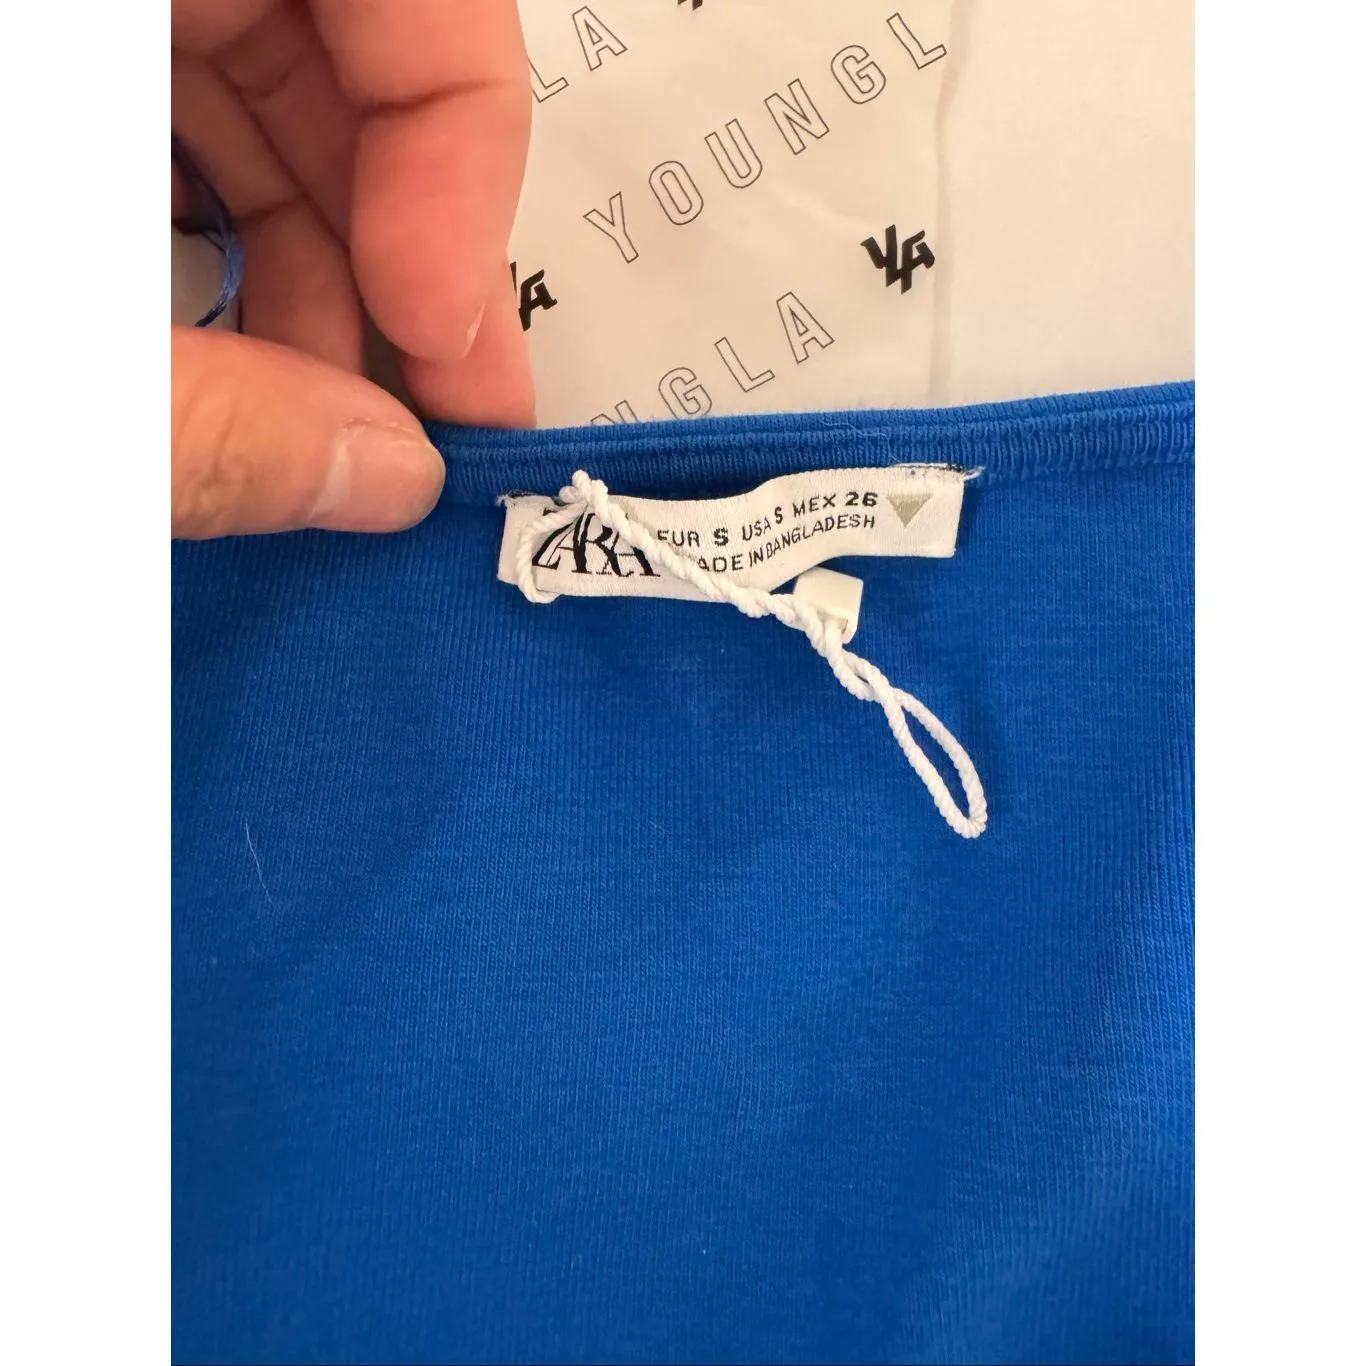 LA
YOUNGL
YLA
YLA
NGLA
ZARA
EUR S USA S MEX 26
MADE IN BANGLADESH